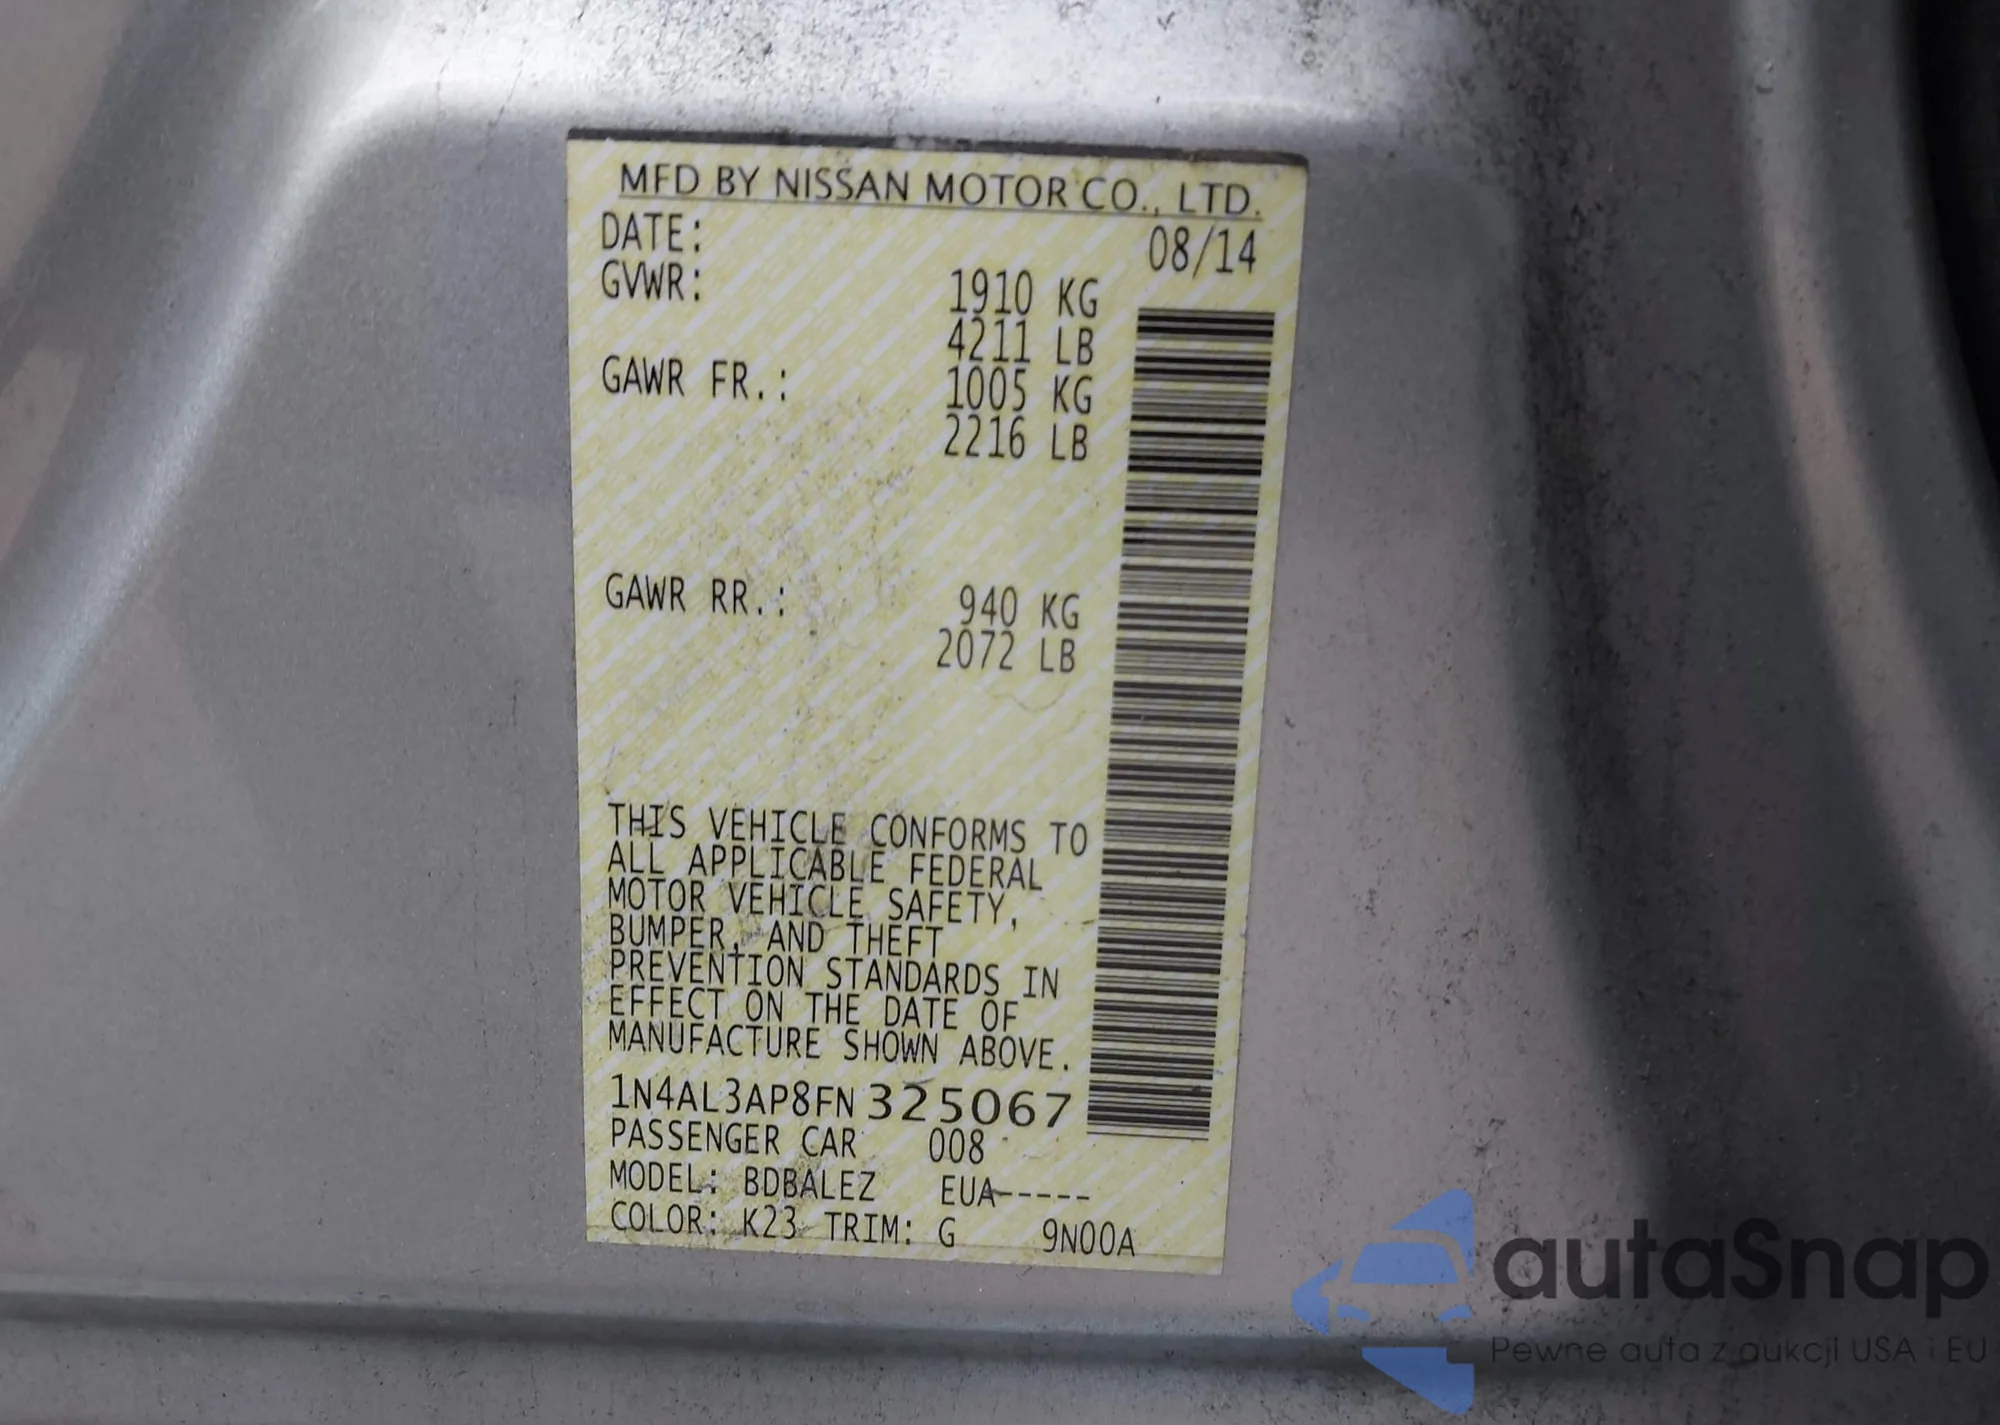 MFD BY NISSAN MOTOR CO., LTD.
DATE: 08/14
GVWR: 1910 KG
4211 LB
GAWR FR.: 1005 KG
2216 LB
GAWR RR.: 940 KG
2072 LB
THIS VEHICLE CONFORMS TO
ALL APPLICABLE FEDERAL
MOTOR VEHICLE SAFETY,
BUMPER, AND THEFT
PREVENTION STANDARDS IN
EFFECT ON THE DATE OF
MANUFACTURE SHOWN ABOVE.
1N4AL3AP8FN325067
PASSENGER CAR 008
MODEL: BDBALEZ EUA-----
COLOR: K23 TRIM: G 9N00A
autaSnap
Pewne auta z aukcji USA i EU